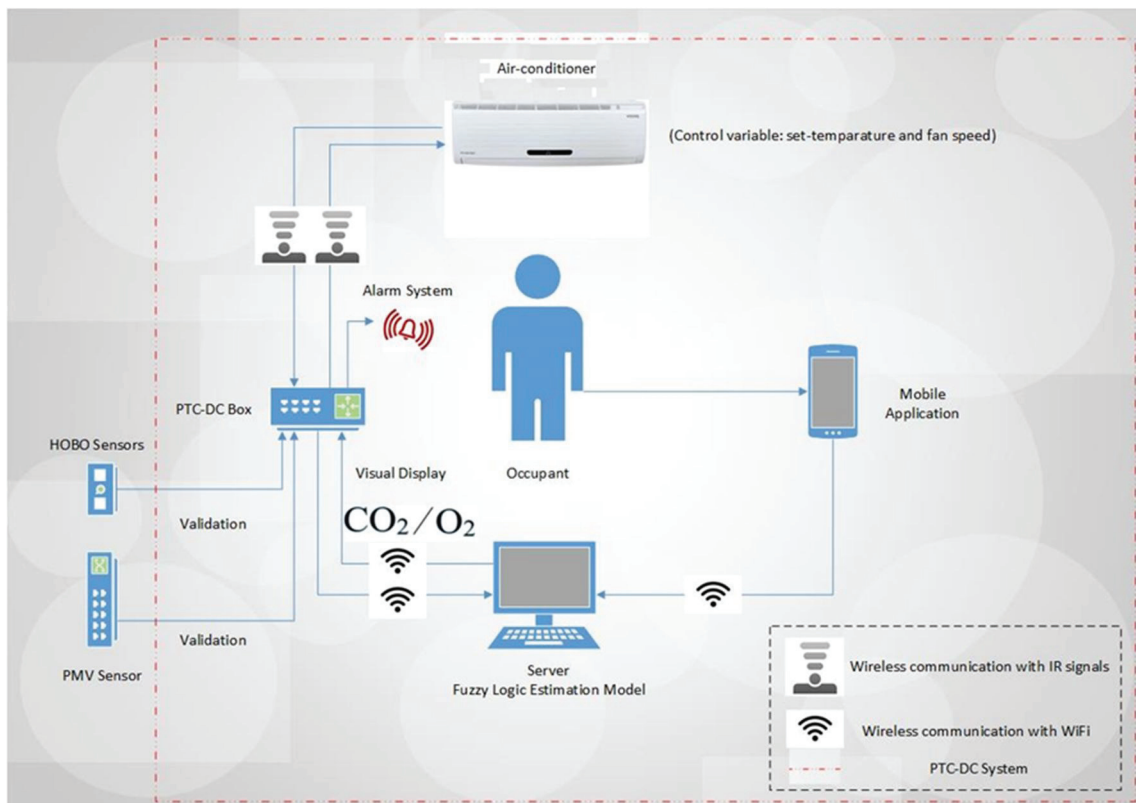 Air-conditioner
(Control variable: set-temparature and fan speed)
Alarm System
PTC-DC Box
Mobile
Application
HOBO Sensors
Visual Display
Occupant
CO₂/O₂
Validation
Validation
PMV Sensor
Server
Fuzzy Logic Estimation Model
Wireless communication with IR signals
Wireless communication with WiFi
PTC-DC System